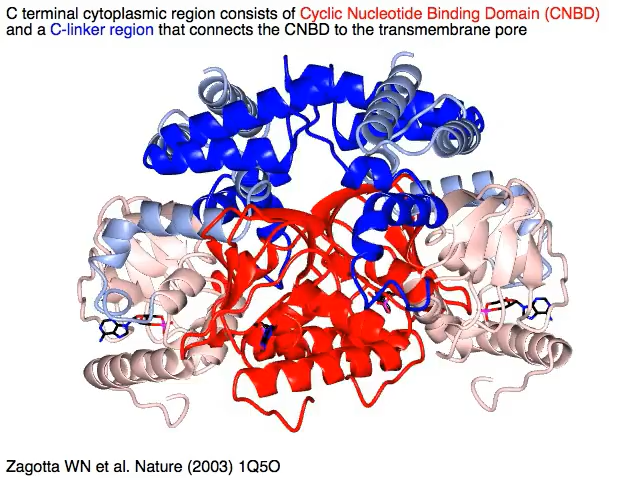 C terminal cytoplasmic region consists of Cyclic Nucleotide Binding Domain (CNBD)
and a C-linker region that connects the CNBD to the transmembrane pore
Zagotta WN et al. Nature (2003) 1Q5O